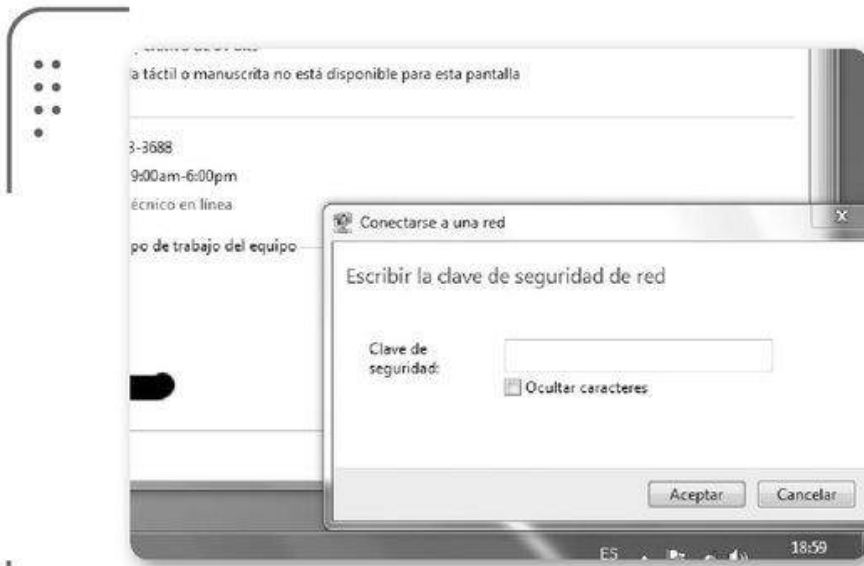 a táctil o manuscrita no está disponible para esta pantalla
3-3688
9:00am-6:00pm
écnico en línea
po de trabajo del equipo
Conectarse a una red
Escribir la clave de seguridad de red
Clave de
seguridad:
Ocultar caracteres
Aceptar
Cancelar
ES
18:59